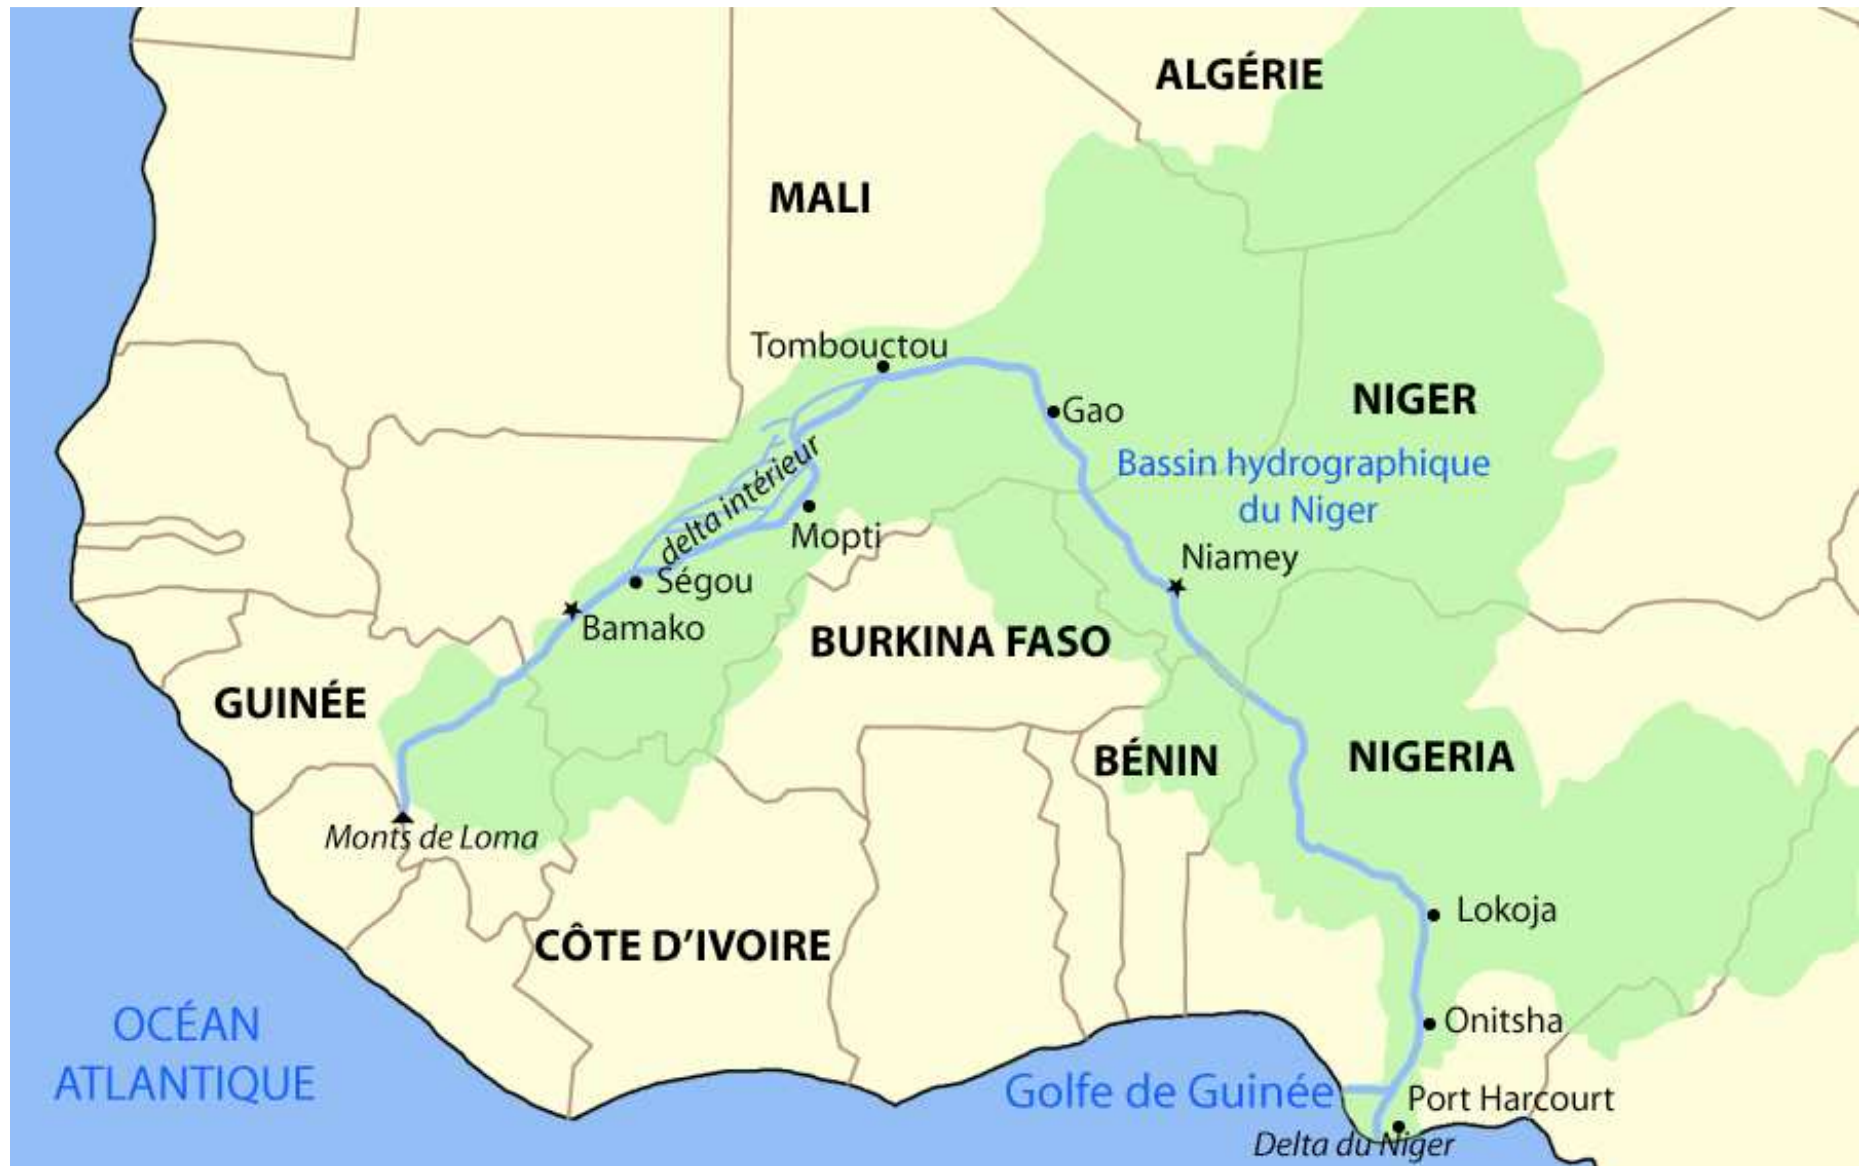 ALGÉRIE
MALI
Tombouctou
NIGER
Gao
Bassin hydrographique
du Niger
delta intérieur
Mopti
Niamey
Ségou
Bamako
BURKINA FASO
GUINÉE
BÉNIN
NIGERIA
Monts de Loma
Lokoja
CÔTE D’IVOIRE
OCÉAN
ATLANTIQUE
Onitsha
Golfe de Guinée
Port Harcourt
Delta du Niger